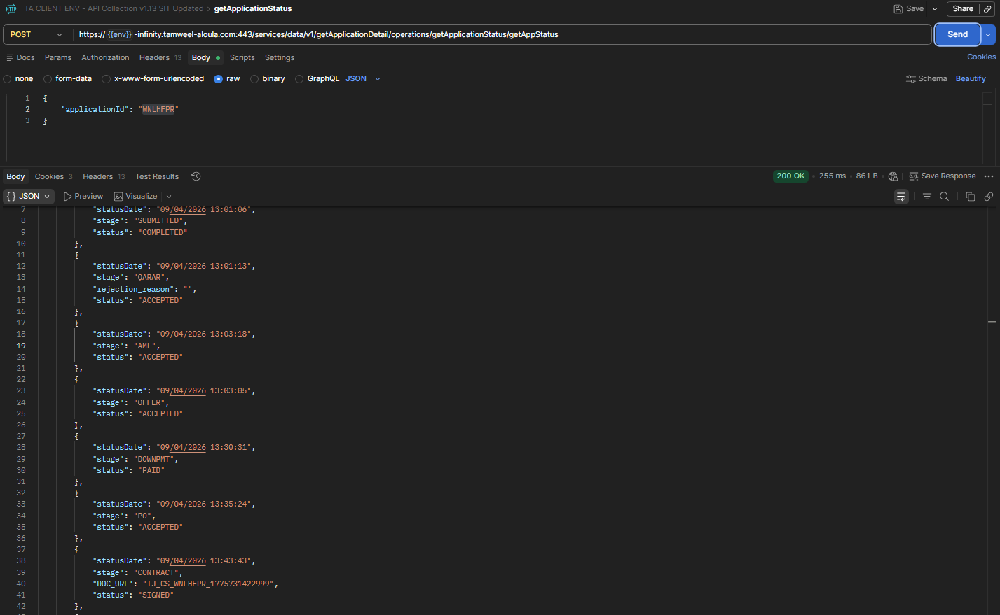 HTTP TA CLIENT ENV - API Collection v1.13 SIT Updated > getApplicationStatus Save Share
POST https:// {{env}} -infinity.tamweel-aloula.com:443/services/data/v1/getApplicationDetail/operations/getApplicationStatus/getAppStatus Send
Docs Params Authorization Headers 13 Body Scripts Settings Cookies
none form-data x-www-form-urlencoded raw binary GraphQL JSON Schema Beautify
1 {
2 "applicationId": "WNLHFPR"
3 }
Body Cookies 3 Headers 13 Test Results 200 OK 255 ms 861 B e.g. Save Response
{} JSON Preview Visualize
7 "statusDate": "09/04/2026 13:01:06",
8 "stage": "SUBMITTED",
9 "status": "COMPLETED"
10 },
11 {
12 "statusDate": "09/04/2026 13:01:13",
13 "stage": "QARAR",
14 "rejection_reason": "",
15 "status": "ACCEPTED"
16 },
17 {
18 "statusDate": "09/04/2026 13:03:18",
19 "stage": "AML",
20 "status": "ACCEPTED"
21 },
22 {
23 "statusDate": "09/04/2026 13:03:05",
24 "stage": "OFFER",
25 "status": "ACCEPTED"
26 },
27 {
28 "statusDate": "09/04/2026 13:30:31",
29 "stage": "DOWNPMT",
30 "status": "PAID"
31 },
32 {
33 "statusDate": "09/04/2026 13:35:24",
34 "stage": "PO",
35 "status": "ACCEPTED"
36 },
37 {
38 "statusDate": "09/04/2026 13:43:43",
39 "stage": "CONTRACT",
40 "DOC_URL": "IJ_CS_WNLHFPR_1775731422999",
41 "status": "SIGNED"
42 },